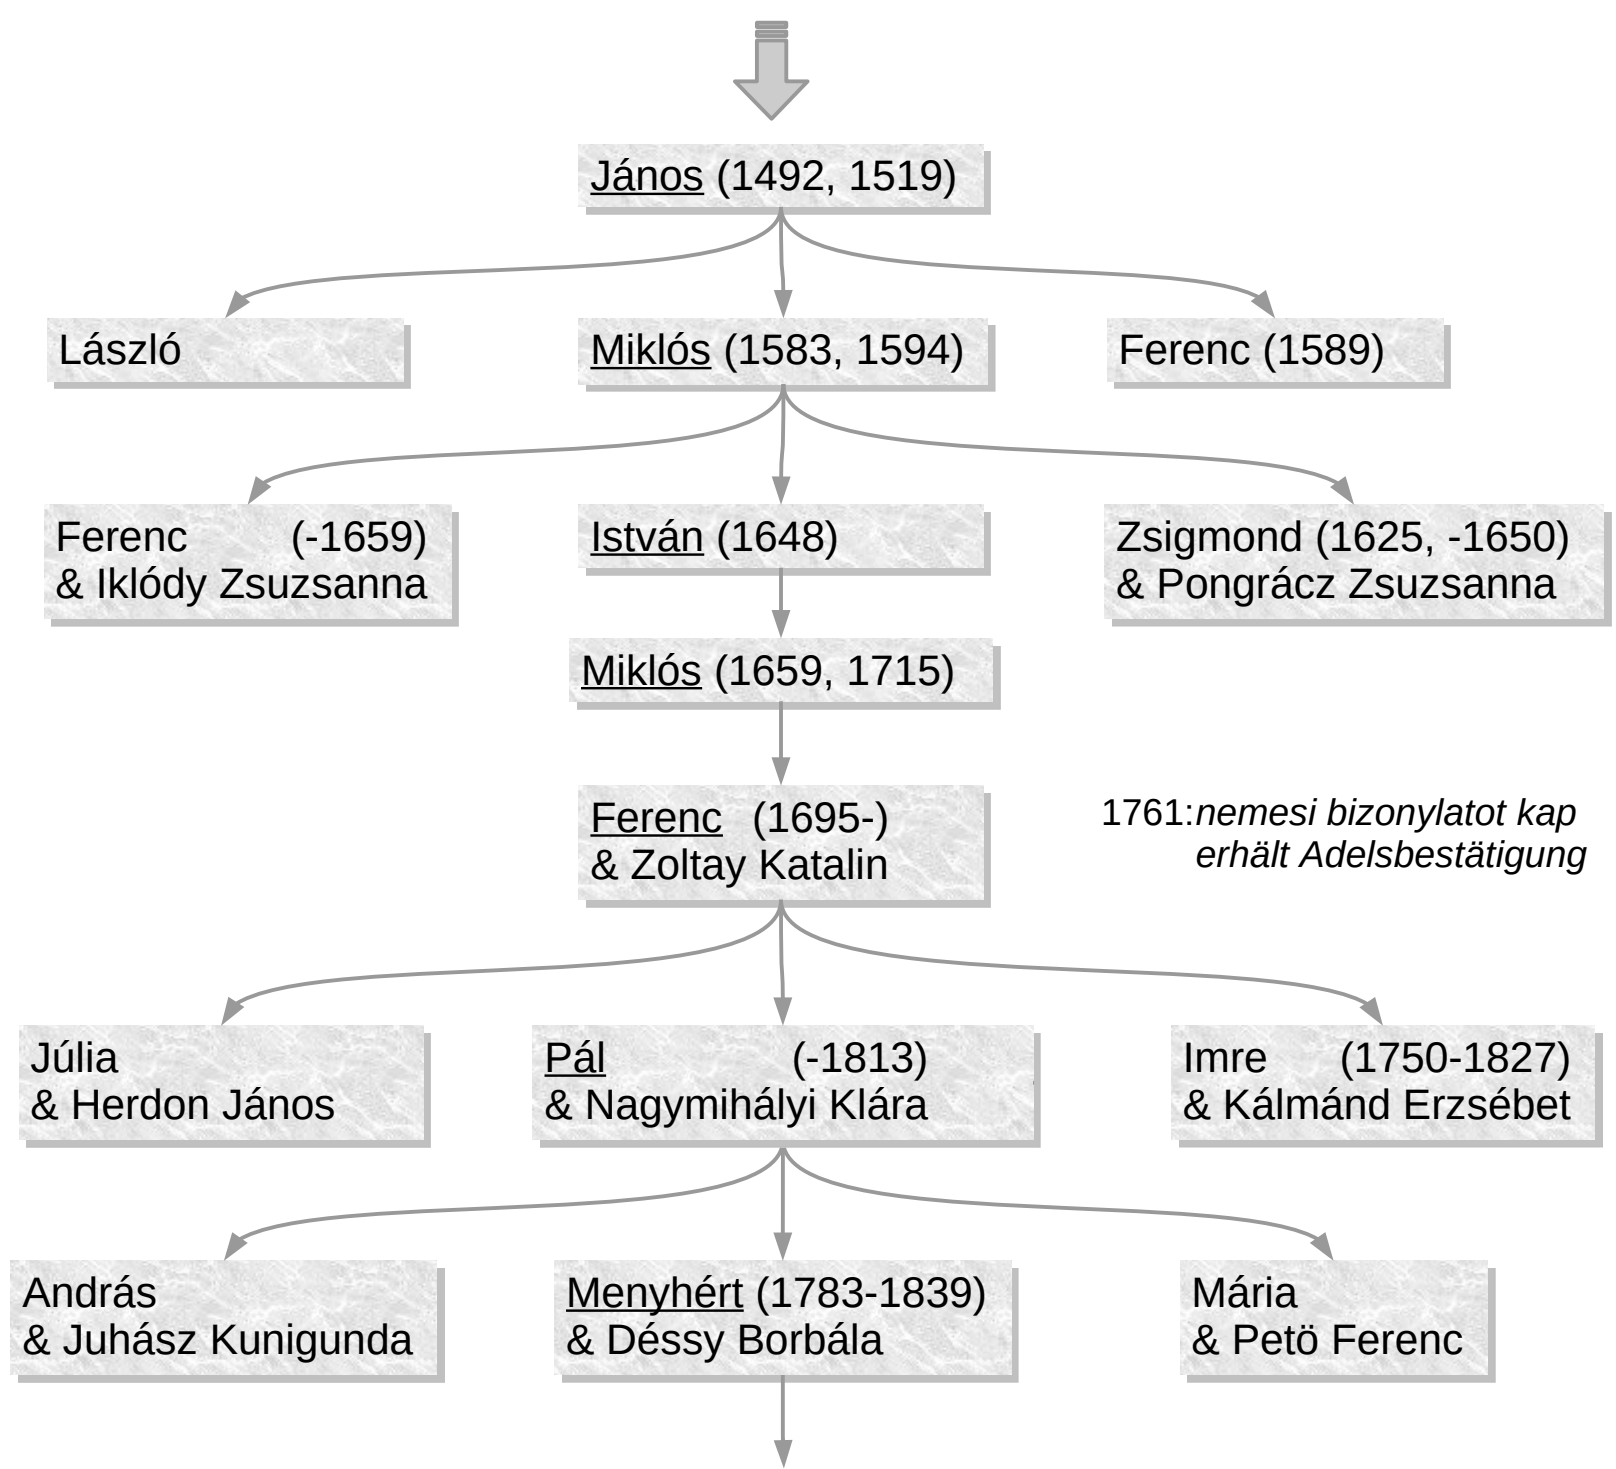 János (1492, 1519)
László
Miklós (1583, 1594)
Ferenc (1589)
Ferenc (-1659)
& Iklódy Zsuzsanna
István (1648)
Zsigmond (1625, -1650)
& Pongrácz Zsuzsanna
Miklós (1659, 1715)
Ferenc (1695-)
& Zoltay Katalin
1761:nemesi bizonylatot kap
erhält Adelsbestätigung
Júlia
& Herdon János
Pál (-1813)
& Nagymihályi Klára
Imre (1750-1827)
& Kálmánd Erzsébet
András
& Juhász Kunigunda
Menyhért (1783-1839)
& Déssy Borbála
Mária
& Petö Ferenc